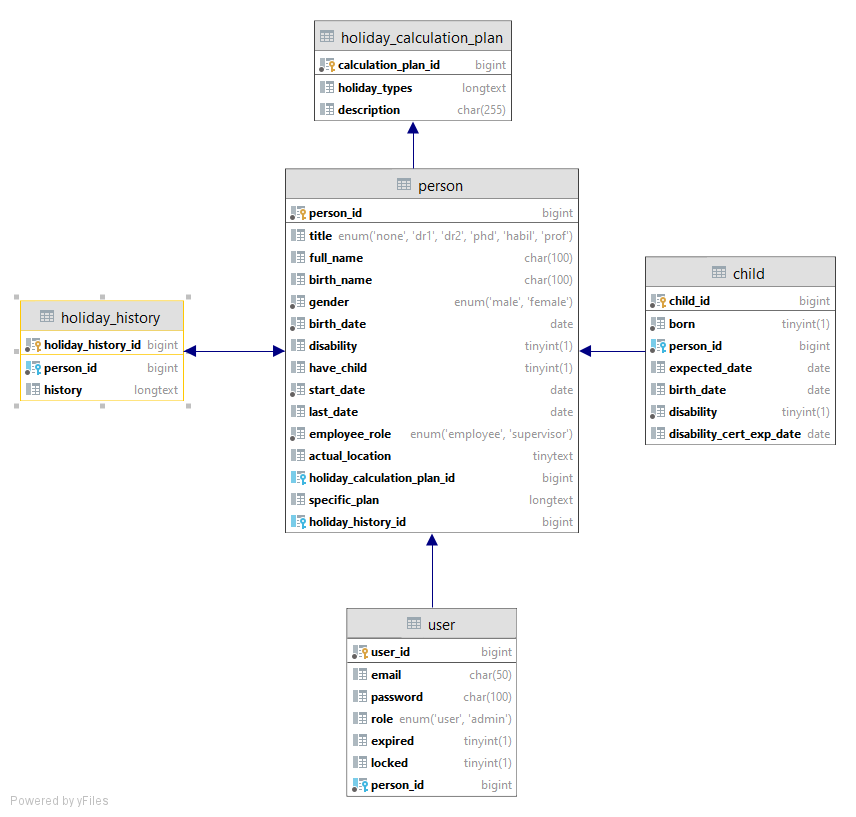 holiday_calculation_plan
calculation_plan_id bigint
holiday_types longtext
description char(255)
person
person_id bigint
title enum('none', 'dr1', 'dr2', 'phd', 'habil', 'prof')
full_name char(100)
birth_name char(100)
gender enum('male', 'female')
birth_date date
disability tinyint(1)
have_child tinyint(1)
start_date date
last_date date
employee_role enum('employee', 'supervisor')
actual_location tinytext
holiday_calculation_plan_id bigint
specific_plan longtext
holiday_history_id bigint
child
child_id bigint
born tinyint(1)
person_id bigint
expected_date date
birth_date date
disability tinyint(1)
disability_cert_exp_date date
holiday_history
holiday_history_id bigint
person_id bigint
history longtext
user
user_id bigint
email char(50)
password char(100)
role enum('user', 'admin')
expired tinyint(1)
locked tinyint(1)
person_id bigint
Powered by yFiles